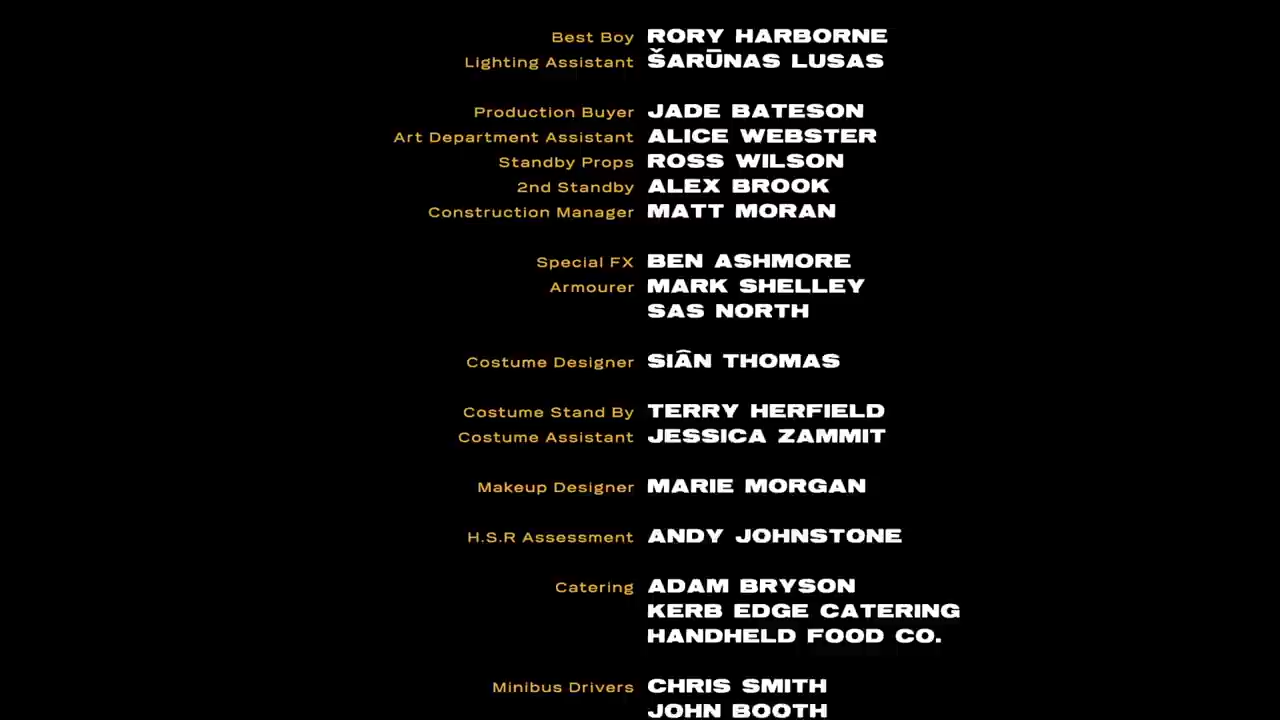 Best Boy RORY HARBORNE
Lighting Assistant ŠARŪNAS LUSAS
Production Buyer JADE BATESON
Art Department Assistant ALICE WEBSTER
Standby Props ROSS WILSON
2nd Standby ALEX BROOK
Construction Manager MATT MORAN
Special FX BEN ASHMORE
Armourer MARK SHELLEY
SAS NORTH
Costume Designer SIÂN THOMAS
Costume Stand By TERRY HERFIELD
Costume Assistant JESSICA ZAMMIT
Makeup Designer MARIE MORGAN
H.S.R Assessment ANDY JOHNSTONE
Catering ADAM BRYSON
KERB EDGE CATERING
HANDHELD FOOD CO.
Minibus Drivers CHRIS SMITH
JOHN BOOTH